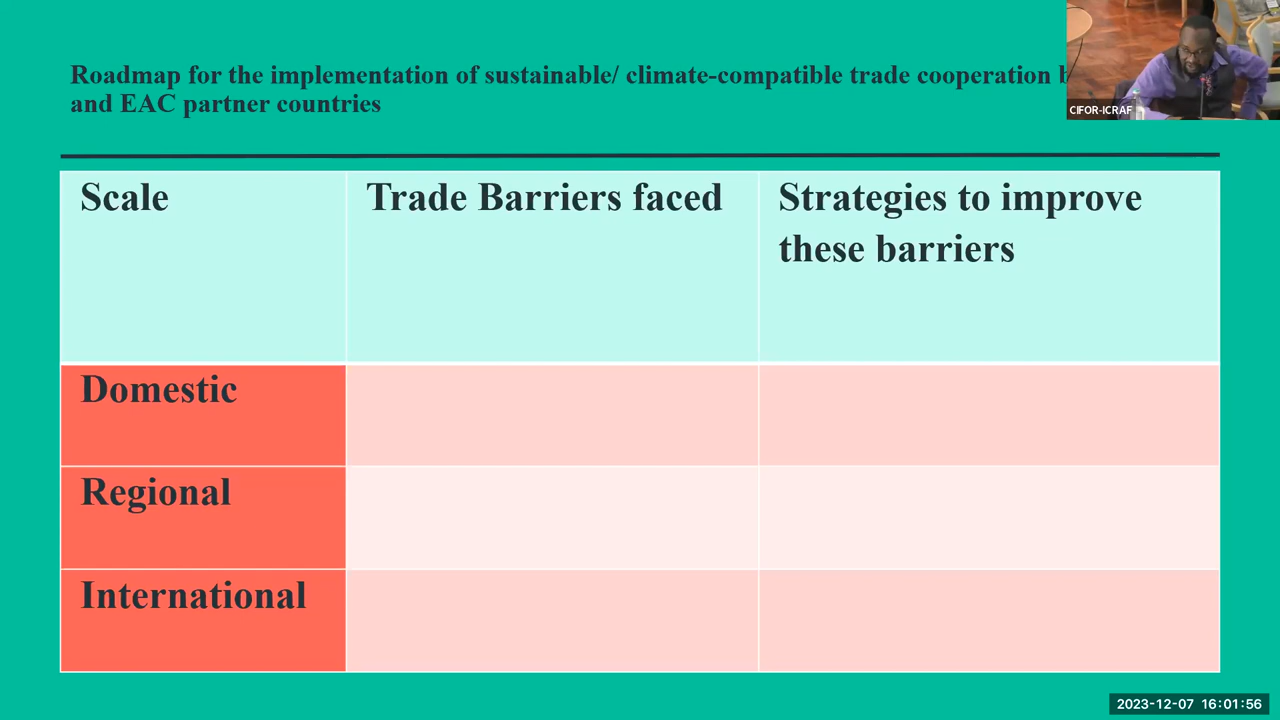 Roadmap for the implementation of sustainable/ climate-compatible trade cooperation
and EAC partner countries
CIFOR-ICRAF
Scale
Trade Barriers faced
Strategies to improve
these barriers
Domestic
Regional
International
2023-12-07 16:01:56